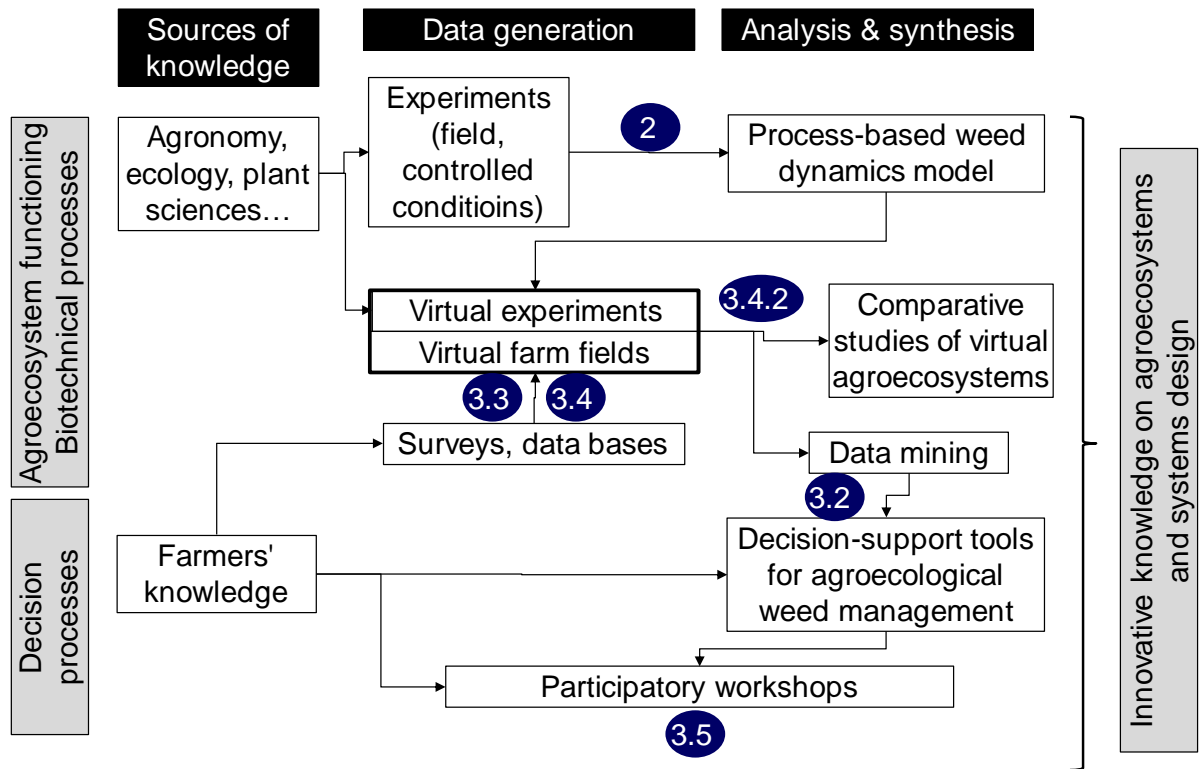 Sources of
knowledge
Data generation
Analysis & synthesis
Agroecosystem functioning
Biotechnical processes
Agronomy,
ecology, plant
sciences…
Experiments
(field,
controlled
conditioins)
2
Process-based weed
dynamics model
Virtual experiments
Virtual farm fields
3.4.2
Comparative
studies of virtual
agroecosystems
3.3
3.4
Surveys, data bases
Data mining
3.2
Decision
processes
Farmers'
knowledge
Decision-support tools
for agroecological
weed management
Participatory workshops
3.5
Innovative knowledge on agroecosystems
and systems design